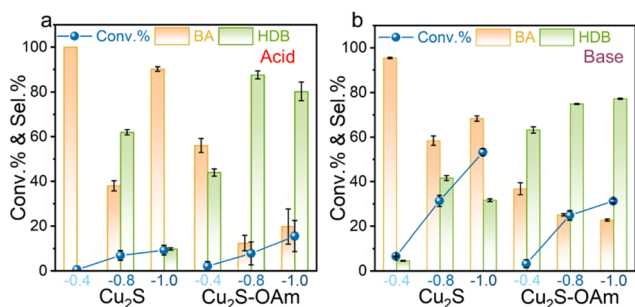 a
Conv.% BA HDB
Acid
Conv.% & Sel.%
100
80
60
40
20
0
-0.4 -0.8 -1.0 -0.4 -0.8 -1.0
Cu₂S Cu₂S-OAm
b
Conv.% BA HDB
Base
Conv.% & Sel.%
100
80
60
40
20
0
-0.4 -0.8 -1.0 -0.4 -0.8 -1.0
Cu₂S Cu₂S-OAm